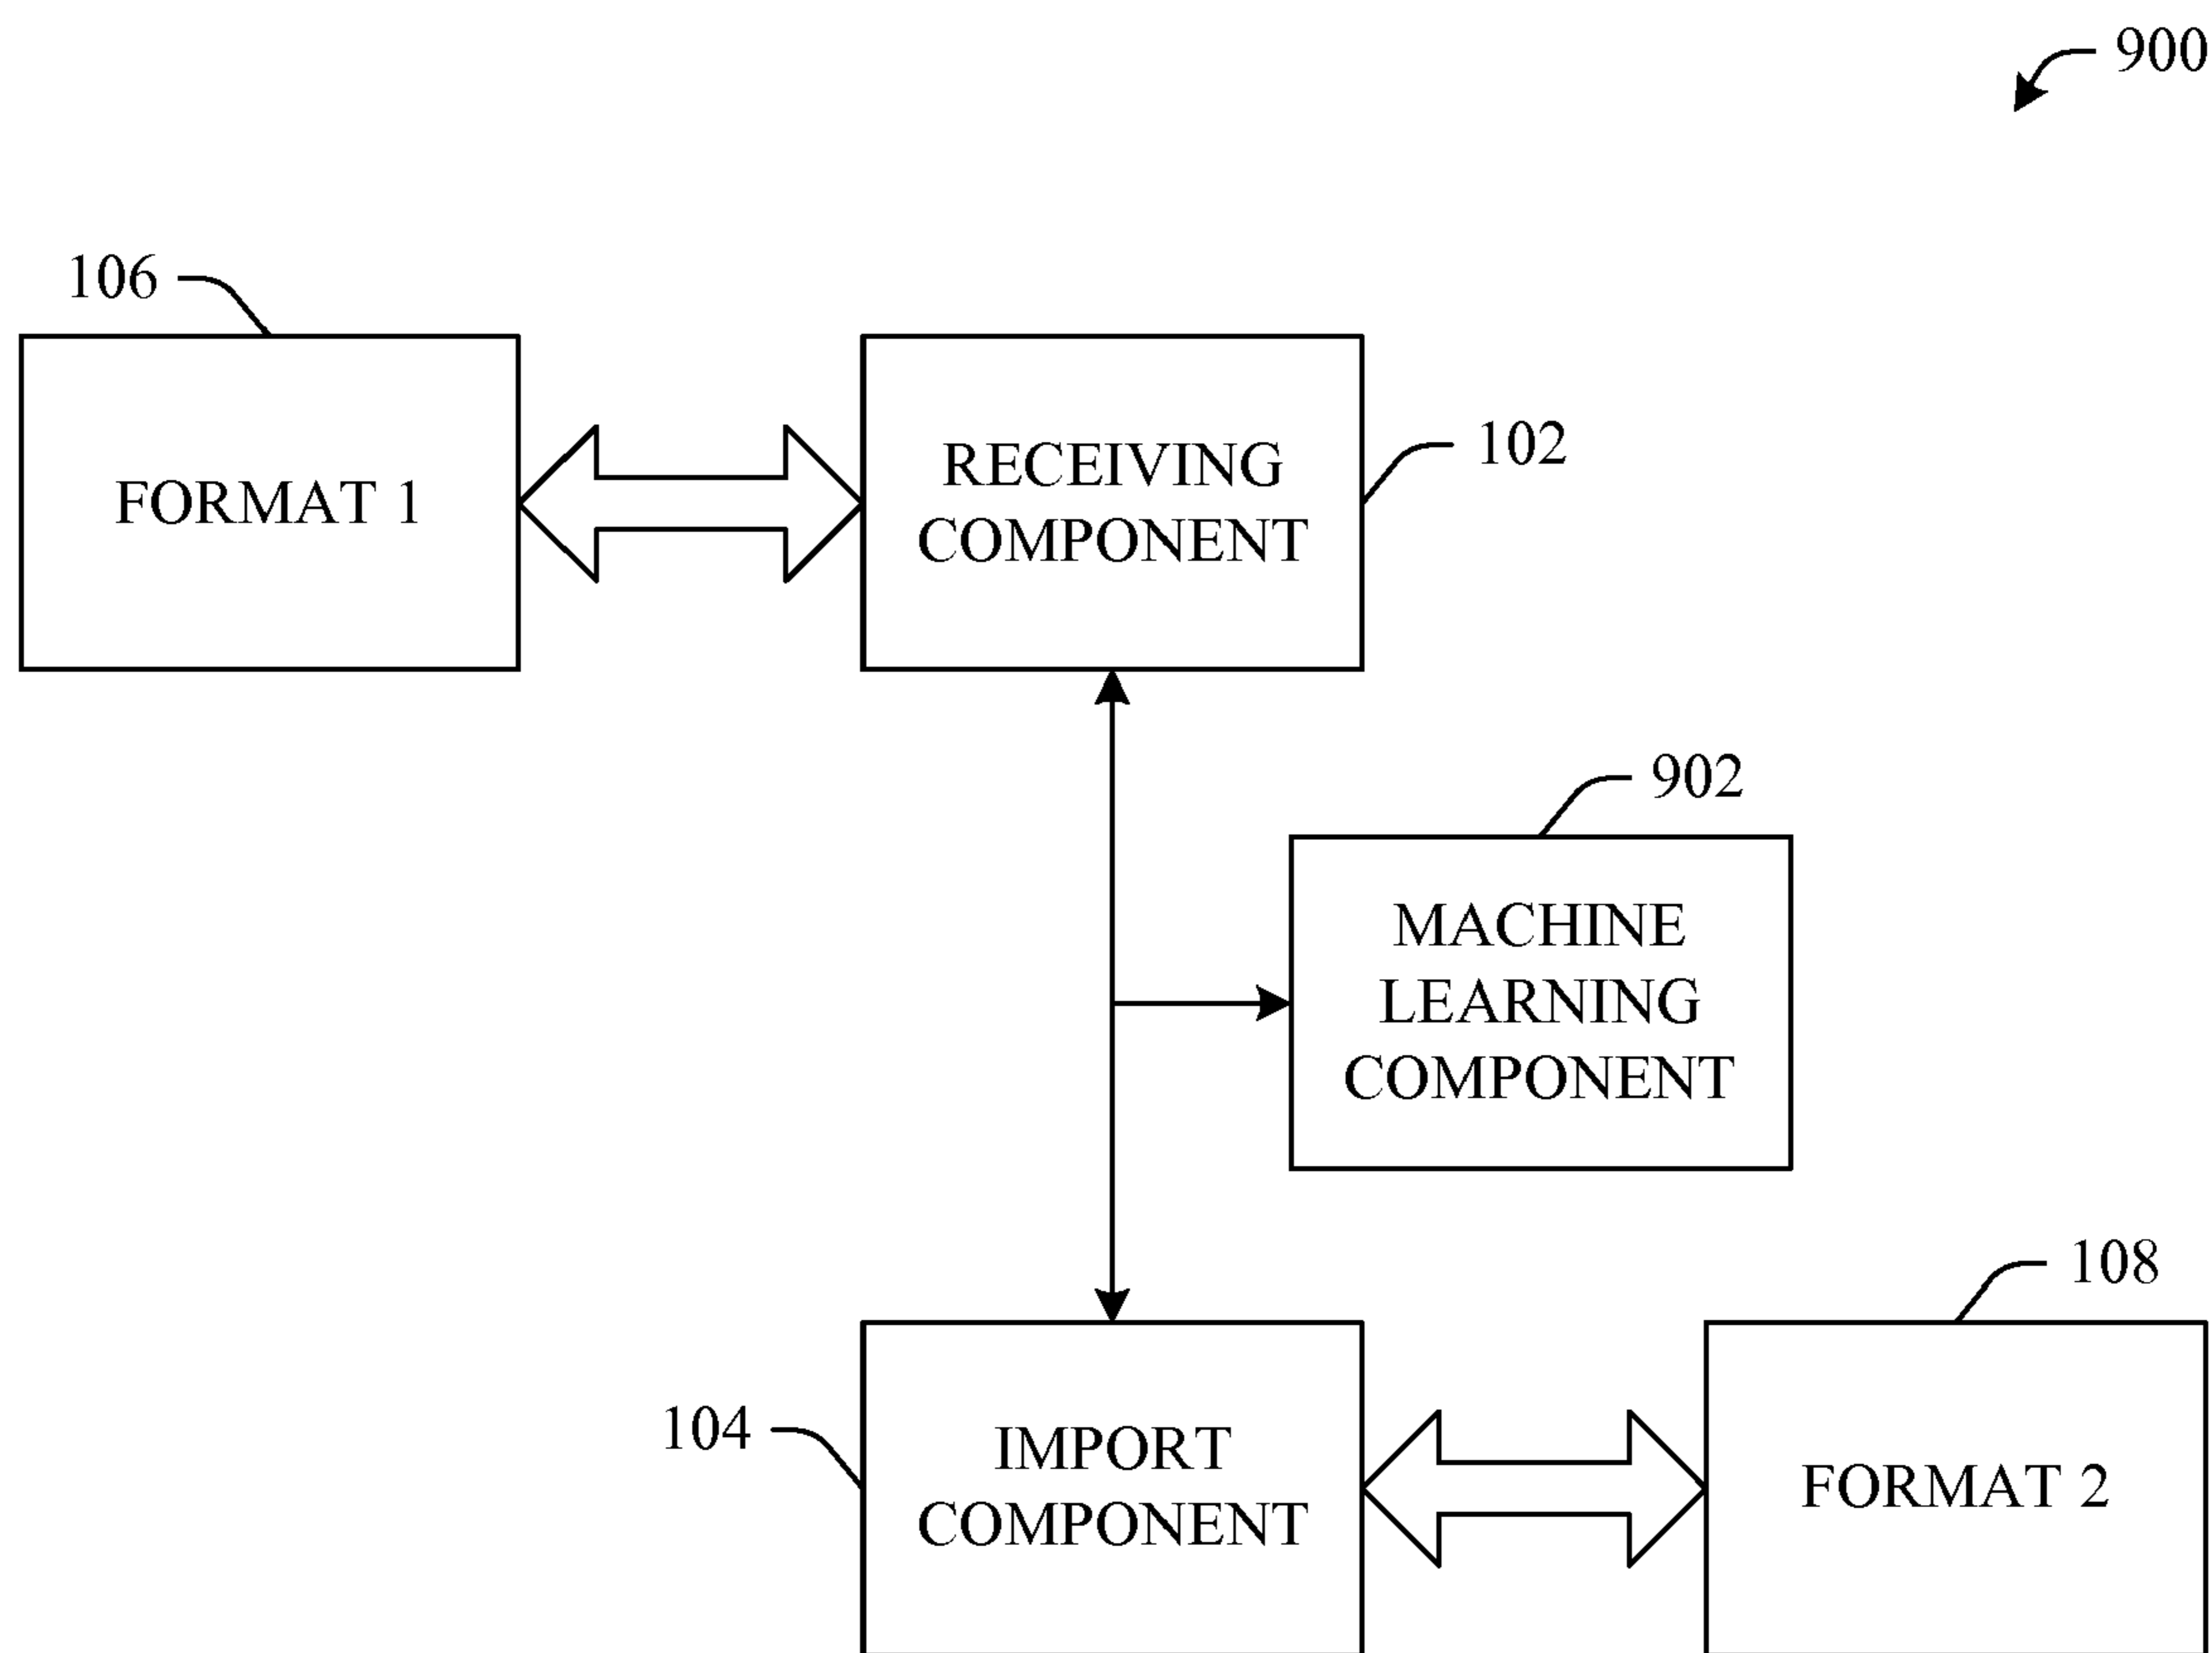 900
106
FORMAT 1
RECEIVING
COMPONENT
102
902
MACHINE
LEARNING
COMPONENT
108
104
IMPORT
COMPONENT
FORMAT 2